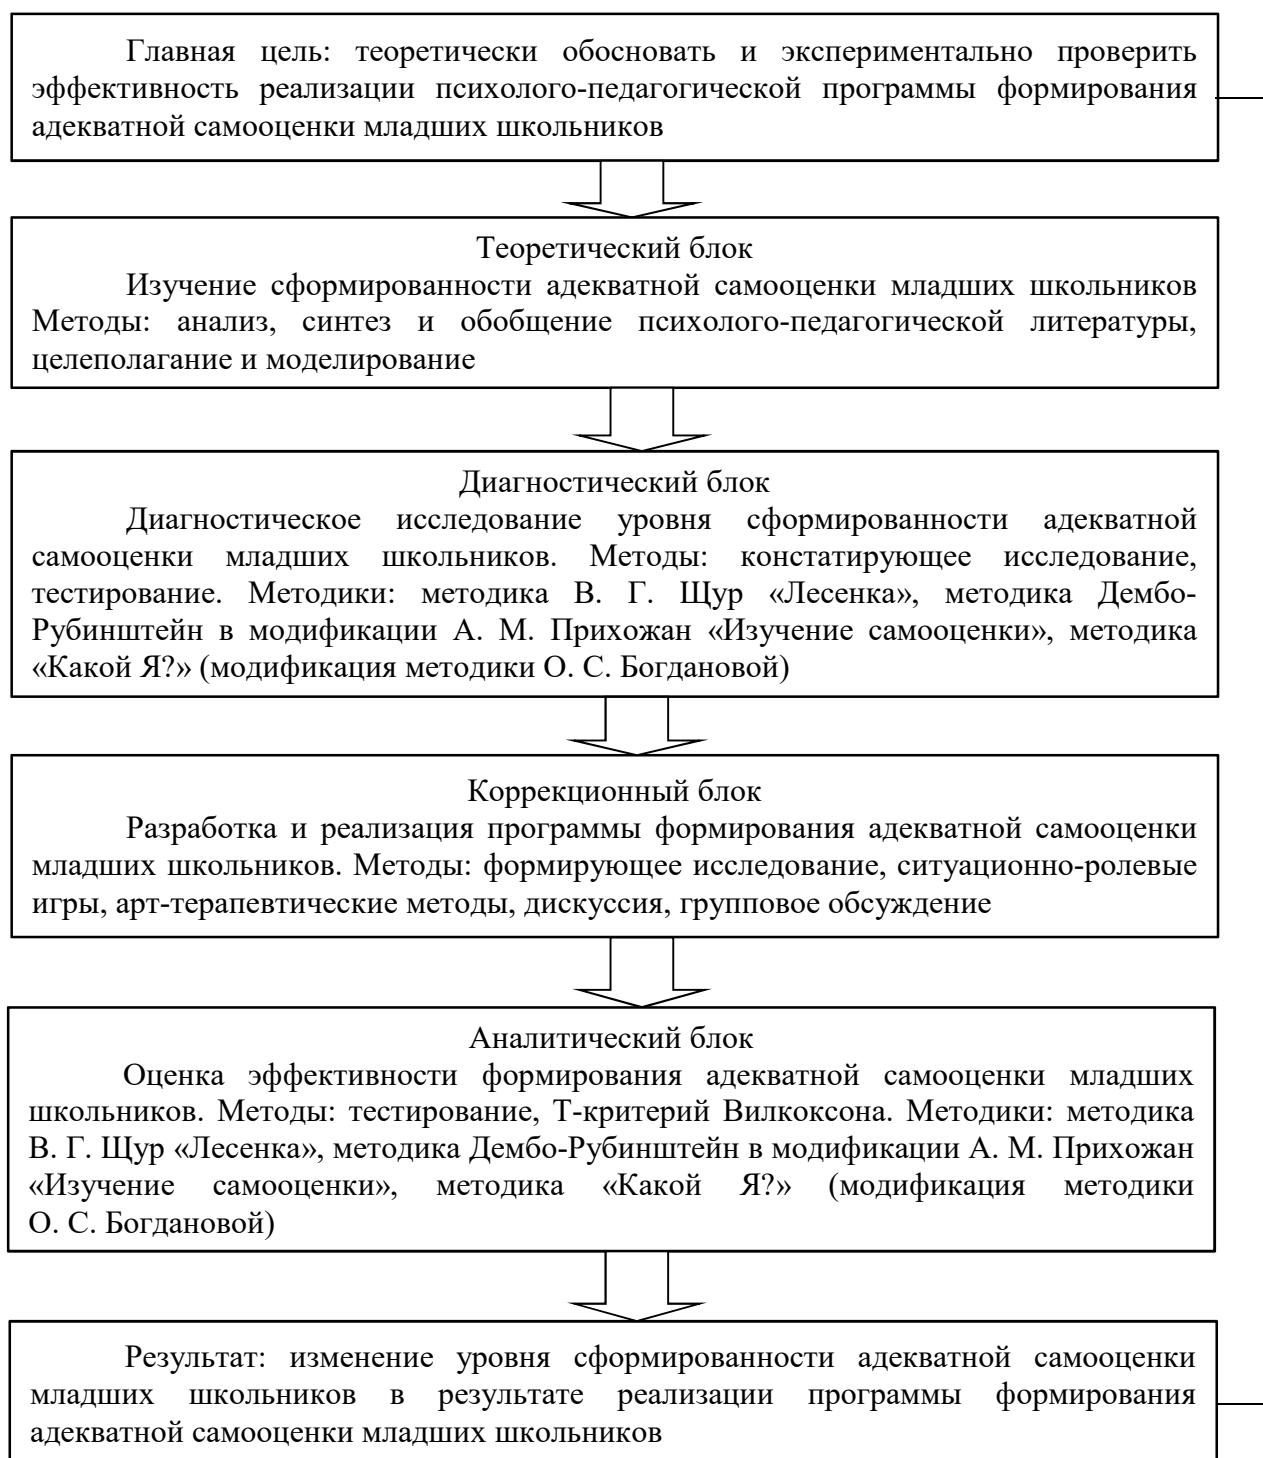 Главная цель: теоретически обосновать и экспериментально проверить
эффективность реализации психолого-педагогической программы формирования
адекватной самооценки младших школьников
Теоретический блок
Изучение сформированности адекватной самооценки младших школьников
Методы: анализ, синтез и обобщение психолого-педагогической литературы,
целеполагание и моделирование
Диагностический блок
Диагностическое исследование уровня сформированности адекватной
самооценки младших школьников. Методы: констатирующее исследование,
тестирование. Методики: методика В. Г. Щур «Лесенка», методика Дембо-
Рубинштейн в модификации А. М. Прихожан «Изучение самооценки», методика
«Какой Я?» (модификация методики О. С. Богдановой)
Коррекционный блок
Разработка и реализация программы формирования адекватной самооценки
младших школьников. Методы: формирующее исследование, ситуационно-ролевые
игры, арт-терапевтические методы, дискуссия, групповое обсуждение
Аналитический блок
Оценка эффективности формирования адекватной самооценки младших
школьников. Методы: тестирование, Т-критерий Вилкоксона. Методики: методика
В. Г. Щур «Лесенка», методика Дембо-Рубинштейн в модификации А. М. Прихожан
«Изучение самооценки», методика «Какой Я?» (модификация методики
О. С. Богдановой)
Результат: изменение уровня сформированности адекватной самооценки
младших школьников в результате реализации программы формирования
адекватной самооценки младших школьников